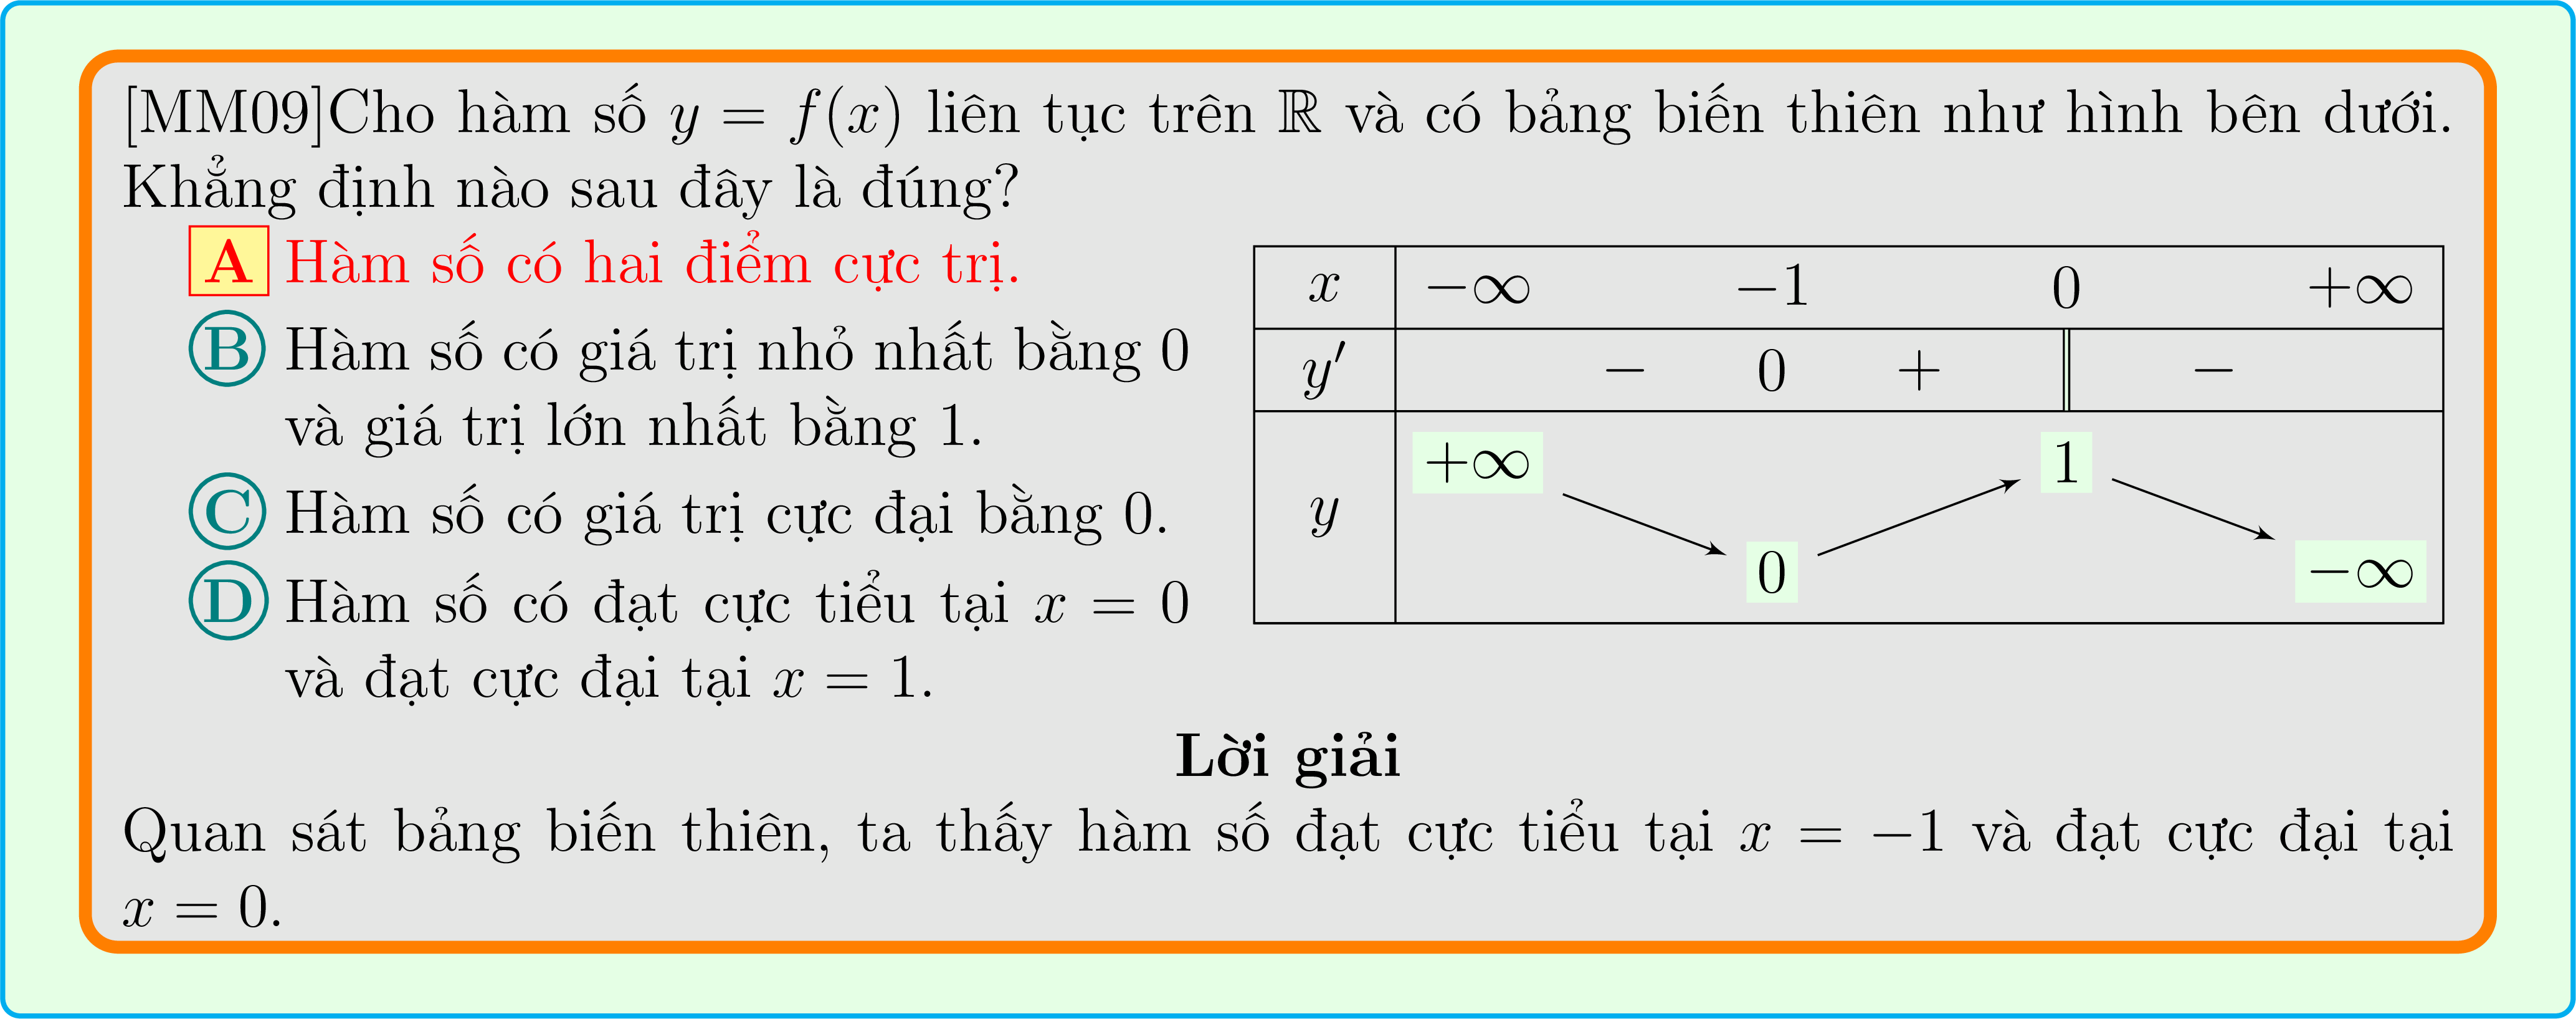 [MM09]Cho hàm số y = f(x) liên tục trên ℝ và có bảng biến thiên như hình bên dưới.
Khẳng định nào sau đây là đúng?
A Hàm số có hai điểm cực trị.
B Hàm số có giá trị nhỏ nhất bằng 0
và giá trị lớn nhất bằng 1.
C Hàm số có giá trị cực đại bằng 0.
D Hàm số có đạt cực tiểu tại x = 0
và đạt cực đại tại x = 1.
x −∞ −1 0 +∞
y′ − 0 + −
y +∞ 0 1 −∞
Lời giải
Quan sát bảng biến thiên, ta thấy hàm số đạt cực tiểu tại x = −1 và đạt cực đại tại
x = 0.